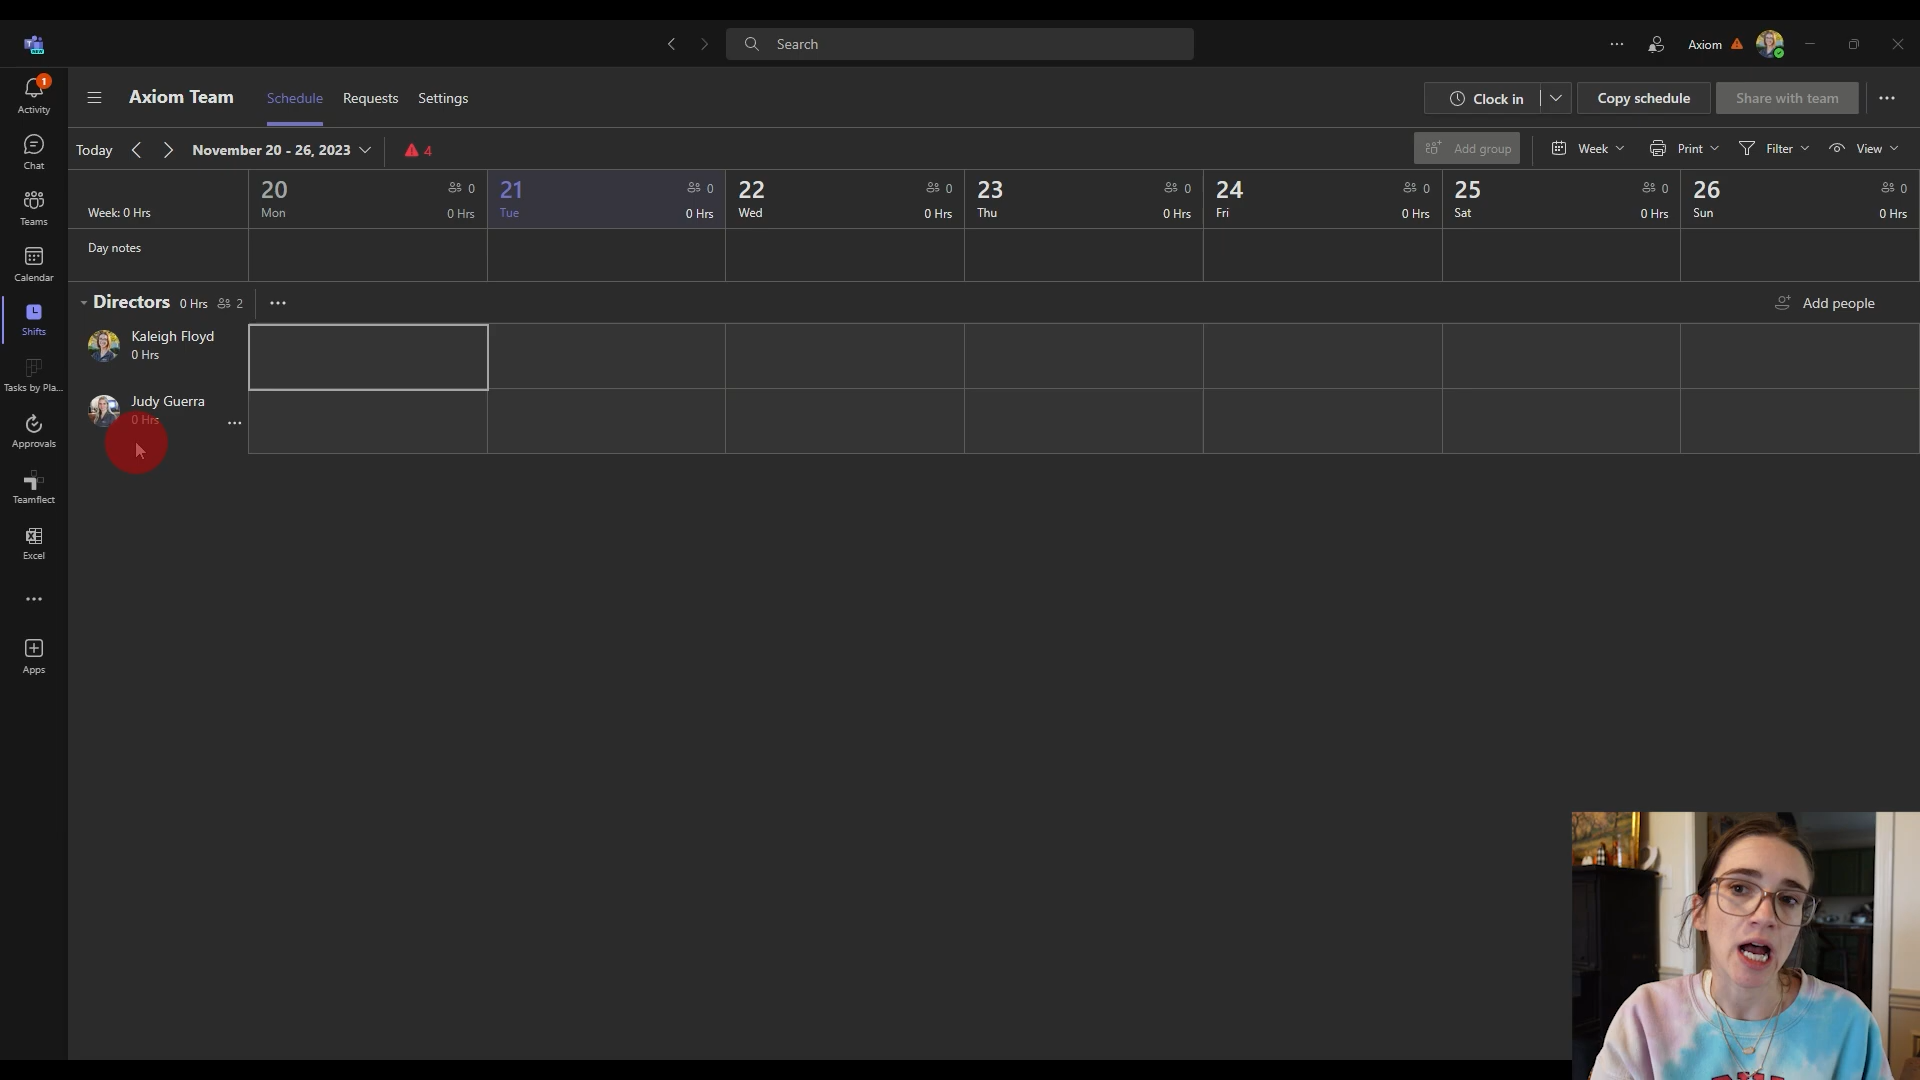 Search
Axiom
1
Activity
Chat
Teams
Calendar
Shifts
Tasks by Pla...
Approvals
Teamflect
Excel
Apps
Axiom Team Schedule Requests Settings
Clock in Copy schedule Share with team
Today November 20 - 26, 2023 4
Add group Week Print Filter View
Week: 0 Hrs
20 0
Mon 0 Hrs
21 0
Tue 0 Hrs
22 0
Wed 0 Hrs
23 0
Thu 0 Hrs
24 0
Fri 0 Hrs
25 0
Sat 0 Hrs
26 0
Sun 0 Hrs
Day notes
Directors 0 Hrs 2
Add people
Kaleigh Floyd
0 Hrs
Judy Guerra
0 Hrs